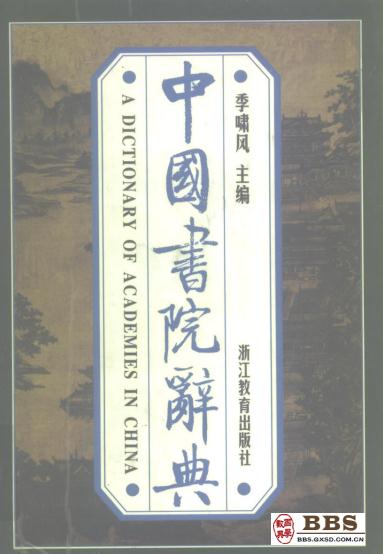 中國書院辭典
A DICTIONARY OF ACADEMIES IN CHINA
季啸风 主编
浙江教育出版社
BBS
BBS.GXSD.COM.CN